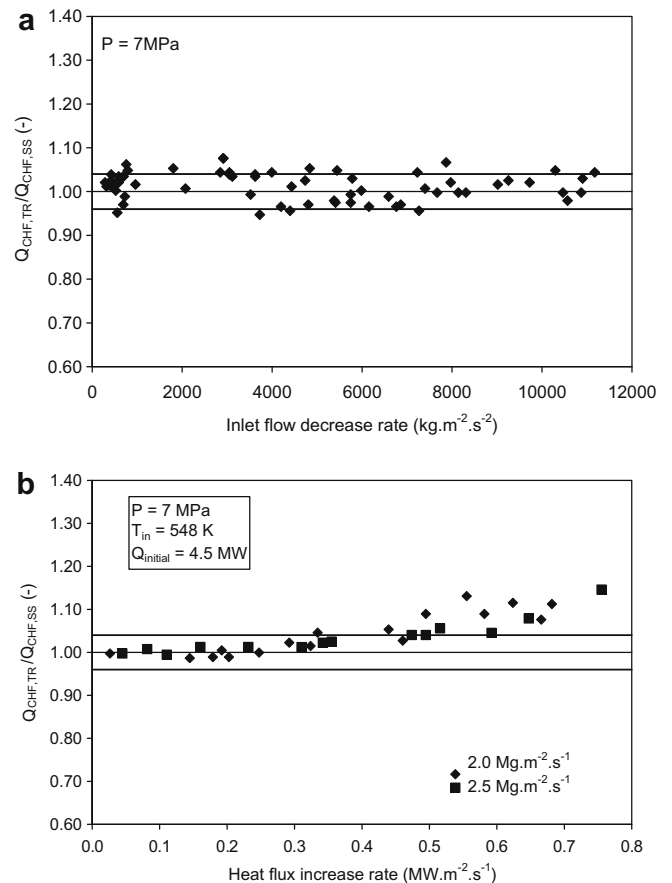 a
P = 7MPa
Q_CHF,TR/Q_CHF,SS (-)
1.40
1.30
1.20
1.10
1.00
0.90
0.80
0.70
0.60
0 2000 4000 6000 8000 10000 12000
Inlet flow decrease rate (kg.m⁻².s⁻²)
b
P = 7 MPa
T_in = 548 K
Q_initial = 4.5 MW
Q_CHF,TR/Q_CHF,SS (-)
1.40
1.30
1.20
1.10
1.00
0.90
0.80
0.70
0.60
2.0 Mg.m⁻².s⁻¹
2.5 Mg.m⁻².s⁻¹
0.0 0.1 0.2 0.3 0.4 0.5 0.6 0.7 0.8
Heat flux increase rate (MW.m⁻².s⁻¹)